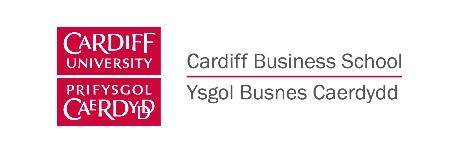 CARDIFF
UNIVERSITY
PRIFYSGOL
CAERDYDD
Cardiff Business School
Ysgol Busnes Caerdydd